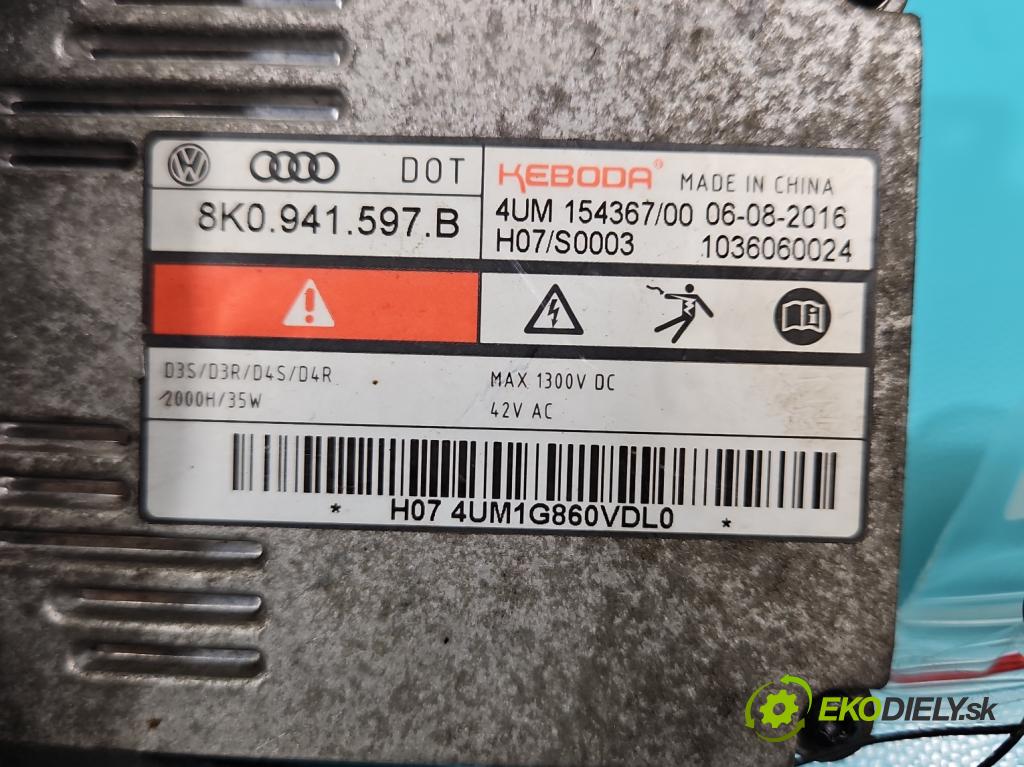 DOT
8K0.941.597.B
KEBODA® MADE IN CHINA
4UM 154367/00 06-08-2016
H07/S0003 1036060024
D3S/D3R/D4S/D4R
2000H/35W
MAX 1300V DC
42V AC
* H07 4UM1G860VDL0 *
EKODIELY.sk